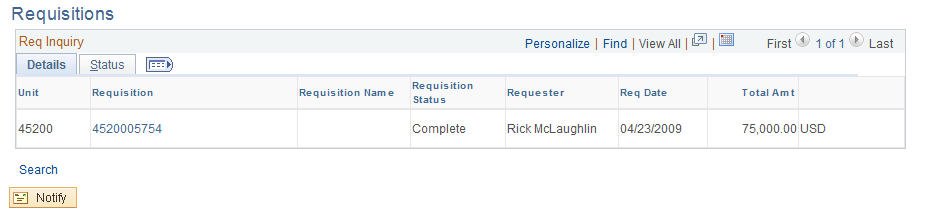 Requisitions
Req Inquiry
Personalize | Find | View All | | First 1 of 1 Last
Details Status
Unit Requisition Requisition Name Requisition Status Requester Req Date Total Amt
45200 4520005754 Complete Rick McLaughlin 04/23/2009 75,000.00 USD
Search
Notify